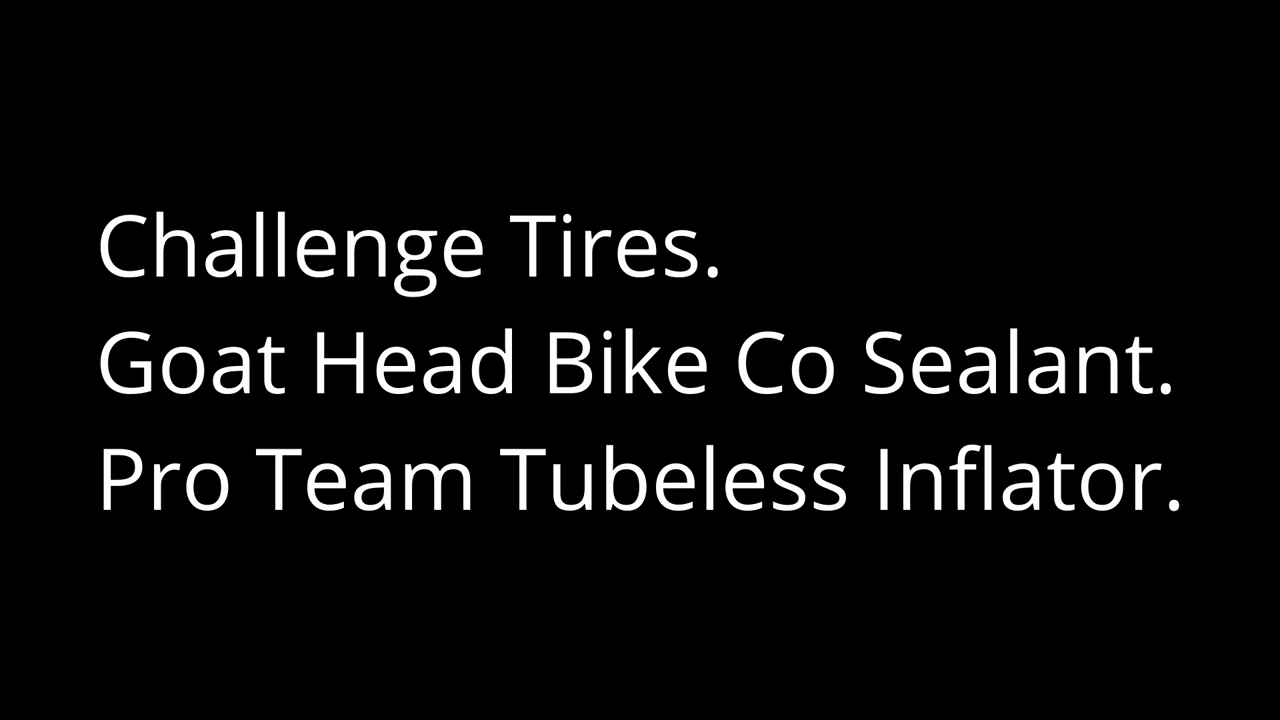 Challenge Tires.
Goat Head Bike Co Sealant.
Pro Team Tubeless Inflator.